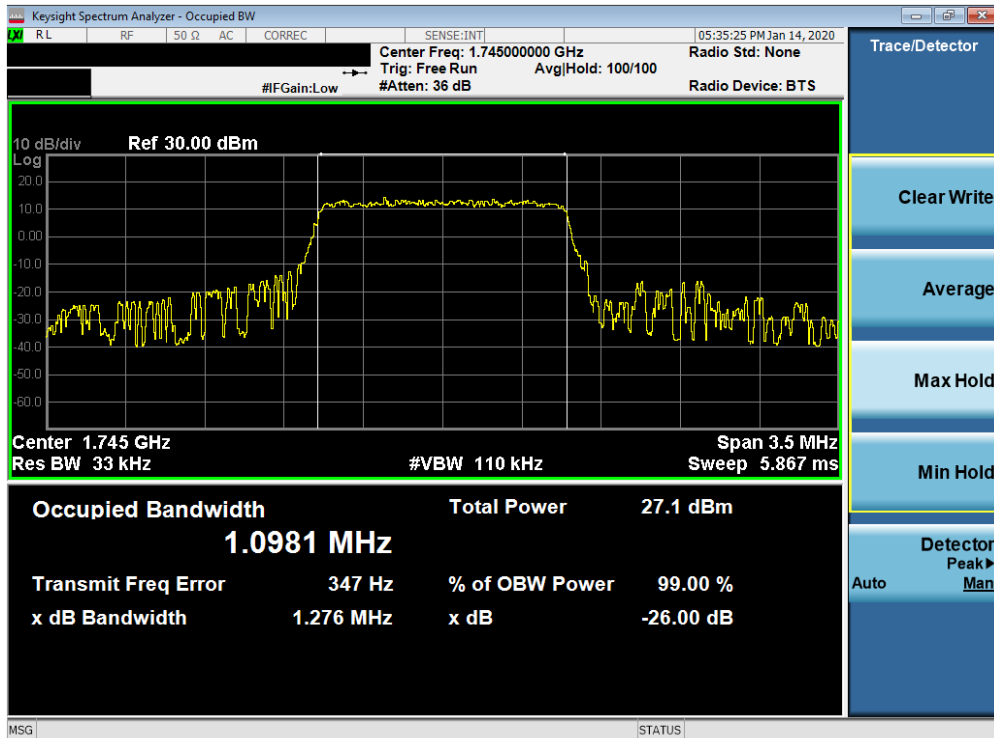 Keysight Spectrum Analyzer - Occupied BW
LXI RL RF 50 Ω AC CORREC SENSE:INT 05:35:25 PM Jan 14, 2020
Center Freq: 1.745000000 GHz Radio Std: None
Trig: Free Run Avg|Hold: 100/100
#IFGain:Low #Atten: 36 dB Radio Device: BTS
10 dB/div Ref 30.00 dBm
Log
20.0
10.0
0.00
-10.0
-20.0
-30.0
-40.0
-50.0
-60.0
Center 1.745 GHz Span 3.5 MHz
Res BW 33 kHz #VBW 110 kHz Sweep 5.867 ms
Occupied Bandwidth Total Power 27.1 dBm
1.0981 MHz
Transmit Freq Error 347 Hz % of OBW Power 99.00 %
x dB Bandwidth 1.276 MHz x dB -26.00 dB
Trace/Detector
Clear Write
Average
Max Hold
Min Hold
Detector
Peak▶
Auto Man
MSG STATUS